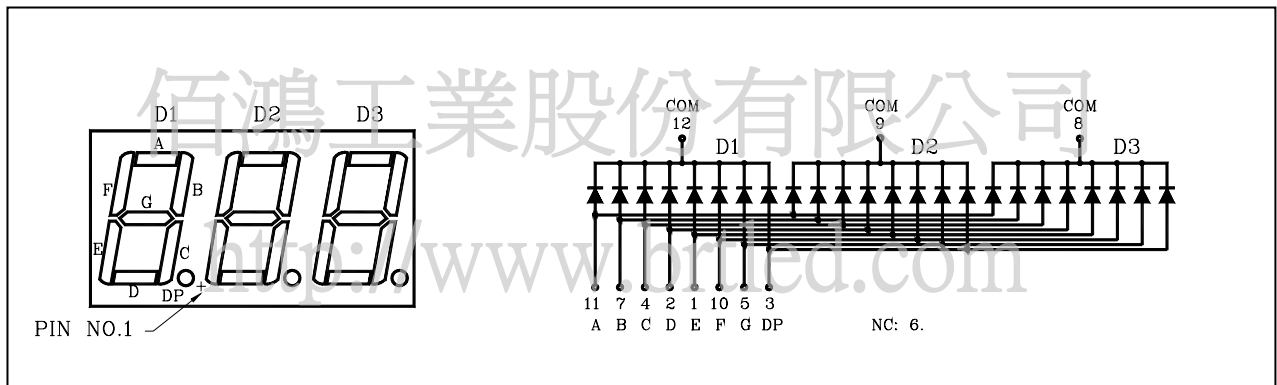 佰鴻工業股份有限公司
http://www.brtled.com
D1 D2 D3
A
F B
G
E C
D DP
+
PIN NO.1
COM COM COM
12 9 8
D1 D2 D3
11 7 4 2 1 10 5 3
A B C D E F G DP
NC: 6.